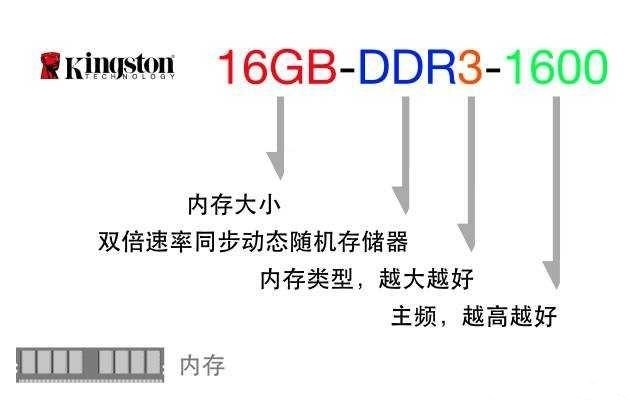 Kingston 16GB-DDR3-1600
TECHNOLOGY
内存大小
双倍速率同步动态随机存储器
内存类型，越大越好
主频，越高越好
内存